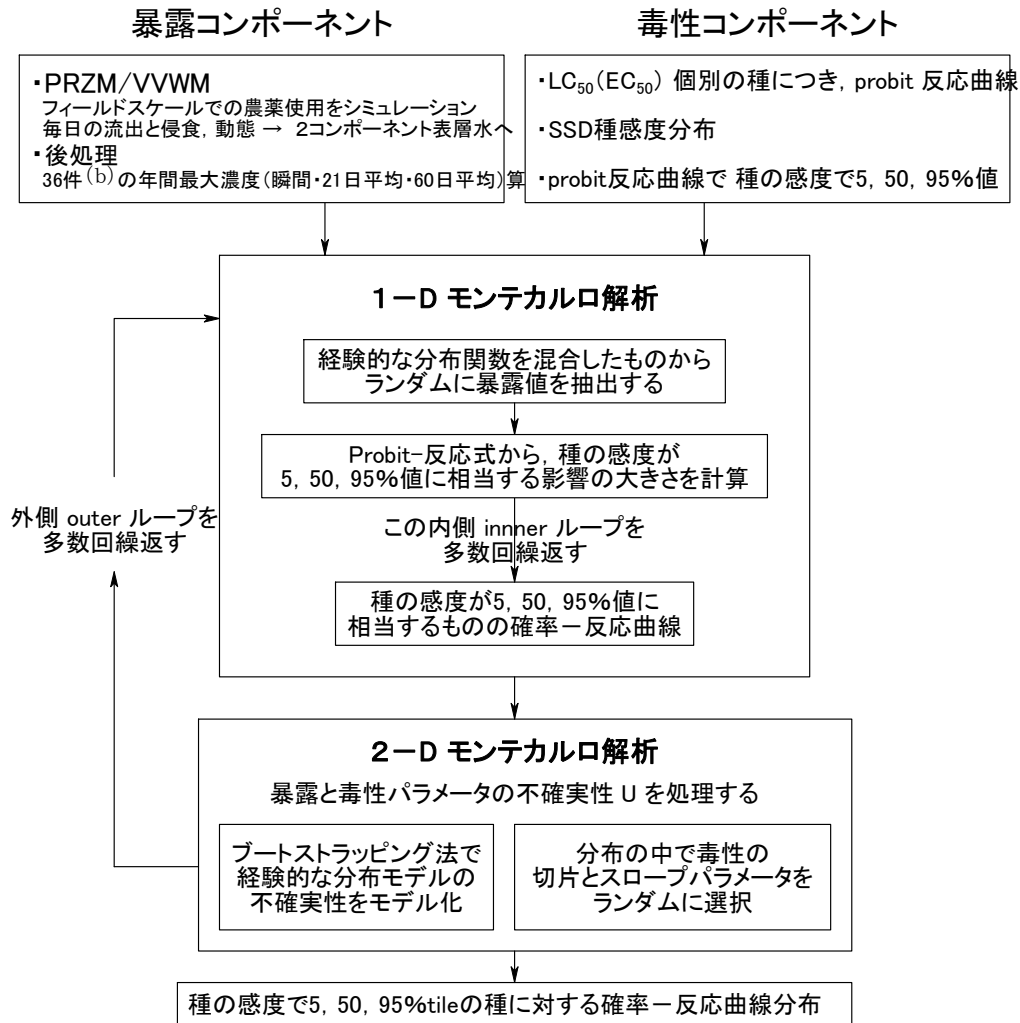 暴露コンポーネント
毒性コンポーネント
・PRZM/VVWM
フィールドスケールでの農薬使用をシミュレーション
毎日の流出と侵食, 動態 → 2コンポーネント表層水へ
・後処理
36件(b)の年間最大濃度(瞬間・21日平均・60日平均)算
・LC50(EC50) 個別の種につき, probit 反応曲線
・SSD種感度分布
・probit反応曲線で 種の感度で5, 50, 95%値
1-D モンテカルロ解析
経験的な分布関数を混合したものから
ランダムに暴露値を抽出する
Probit-反応式から, 種の感度が
5, 50, 95%値に相当する影響の大きさを計算
この内側 innner ループを
多数回繰返す
種の感度が5, 50, 95%値に
相当するものの確率-反応曲線
外側 outer ループを
多数回繰返す
2-D モンテカルロ解析
暴露と毒性パラメータの不確実性 U を処理する
ブートストラッピング法で
経験的な分布モデルの
不確実性をモデル化
分布の中で毒性の
切片とスロープパラメータを
ランダムに選択
種の感度で5, 50, 95%tileの種に対する確率-反応曲線分布